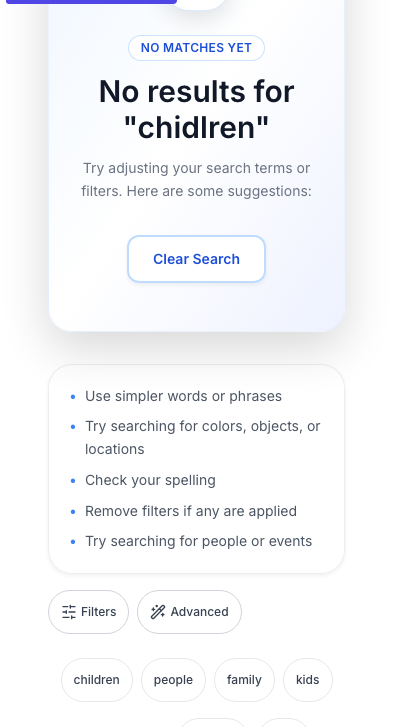 NO MATCHES YET
No results for
"chidlren"
Try adjusting your search terms or
filters. Here are some suggestions:
Clear Search
Use simpler words or phrases
Try searching for colors, objects, or
locations
Check your spelling
Remove filters if any are applied
Try searching for people or events
Filters
Advanced
children
people
family
kids